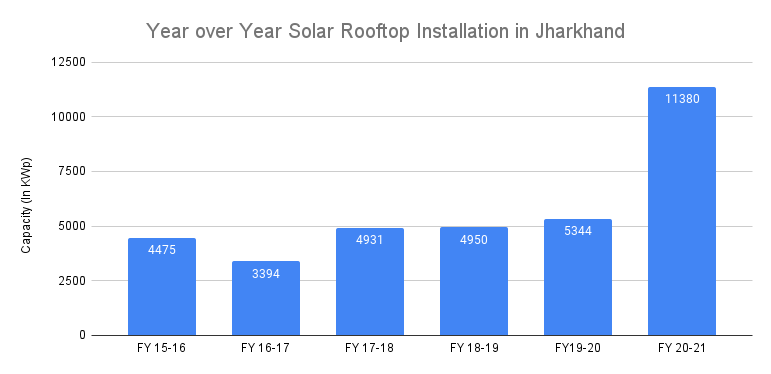 Year over Year Solar Rooftop Installation in Jharkhand
12500
10000
7500
5000
2500
0
Capacity (In KWp)
4475
3394
4931
4950
5344
11380
FY 15-16
FY 16-17
FY 17-18
FY 18-19
FY19-20
FY 20-21